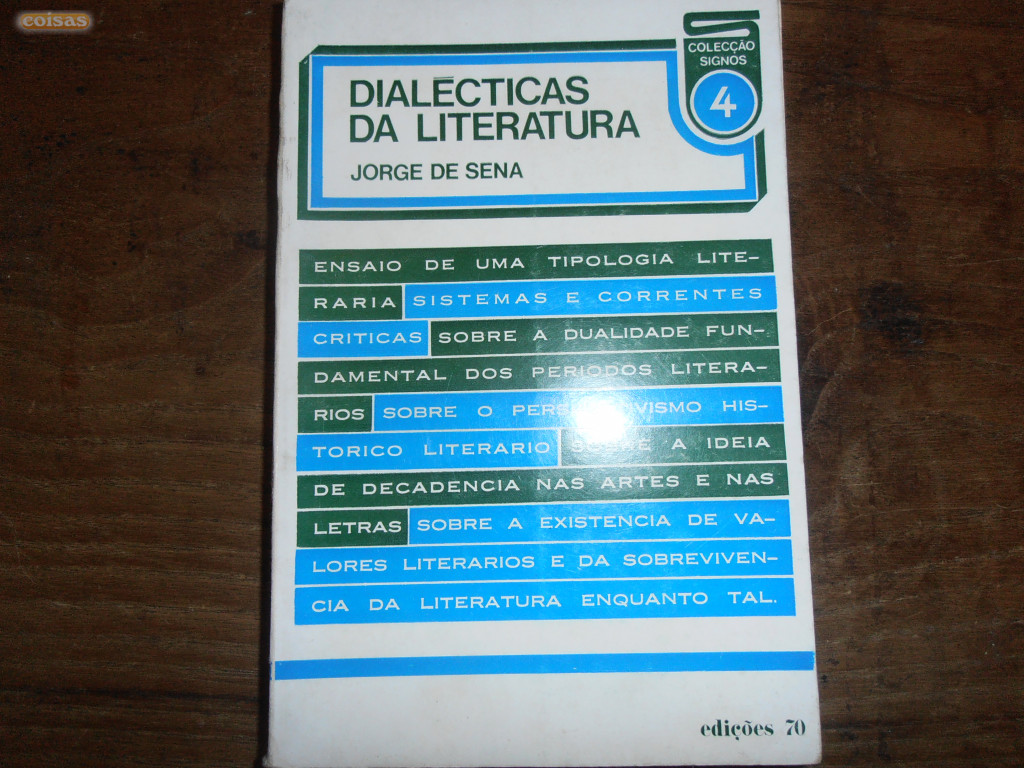 coisas
COLECÇÃO
SIGNOS
4
DIALÉCTICAS
DA LITERATURA
JORGE DE SENA
ENSAIO DE UMA TIPOLOGIA LITE-
RARIA SISTEMAS E CORRENTES
CRITICAS SOBRE A DUALIDADE FUN-
DAMENTAL DOS PERIODOS LITERA-
RIOS SOBRE O HIS-
TORICO LITERARIO SOBRE A IDEIA
DE DECADENCIA NAS ARTES E NAS
LETRAS SOBRE A EXISTENCIA DE VA-
LORES LITERARIOS E DA SOBREVIVEN-
CIA DA LITERATURA ENQUANTO TAL.
edições 70